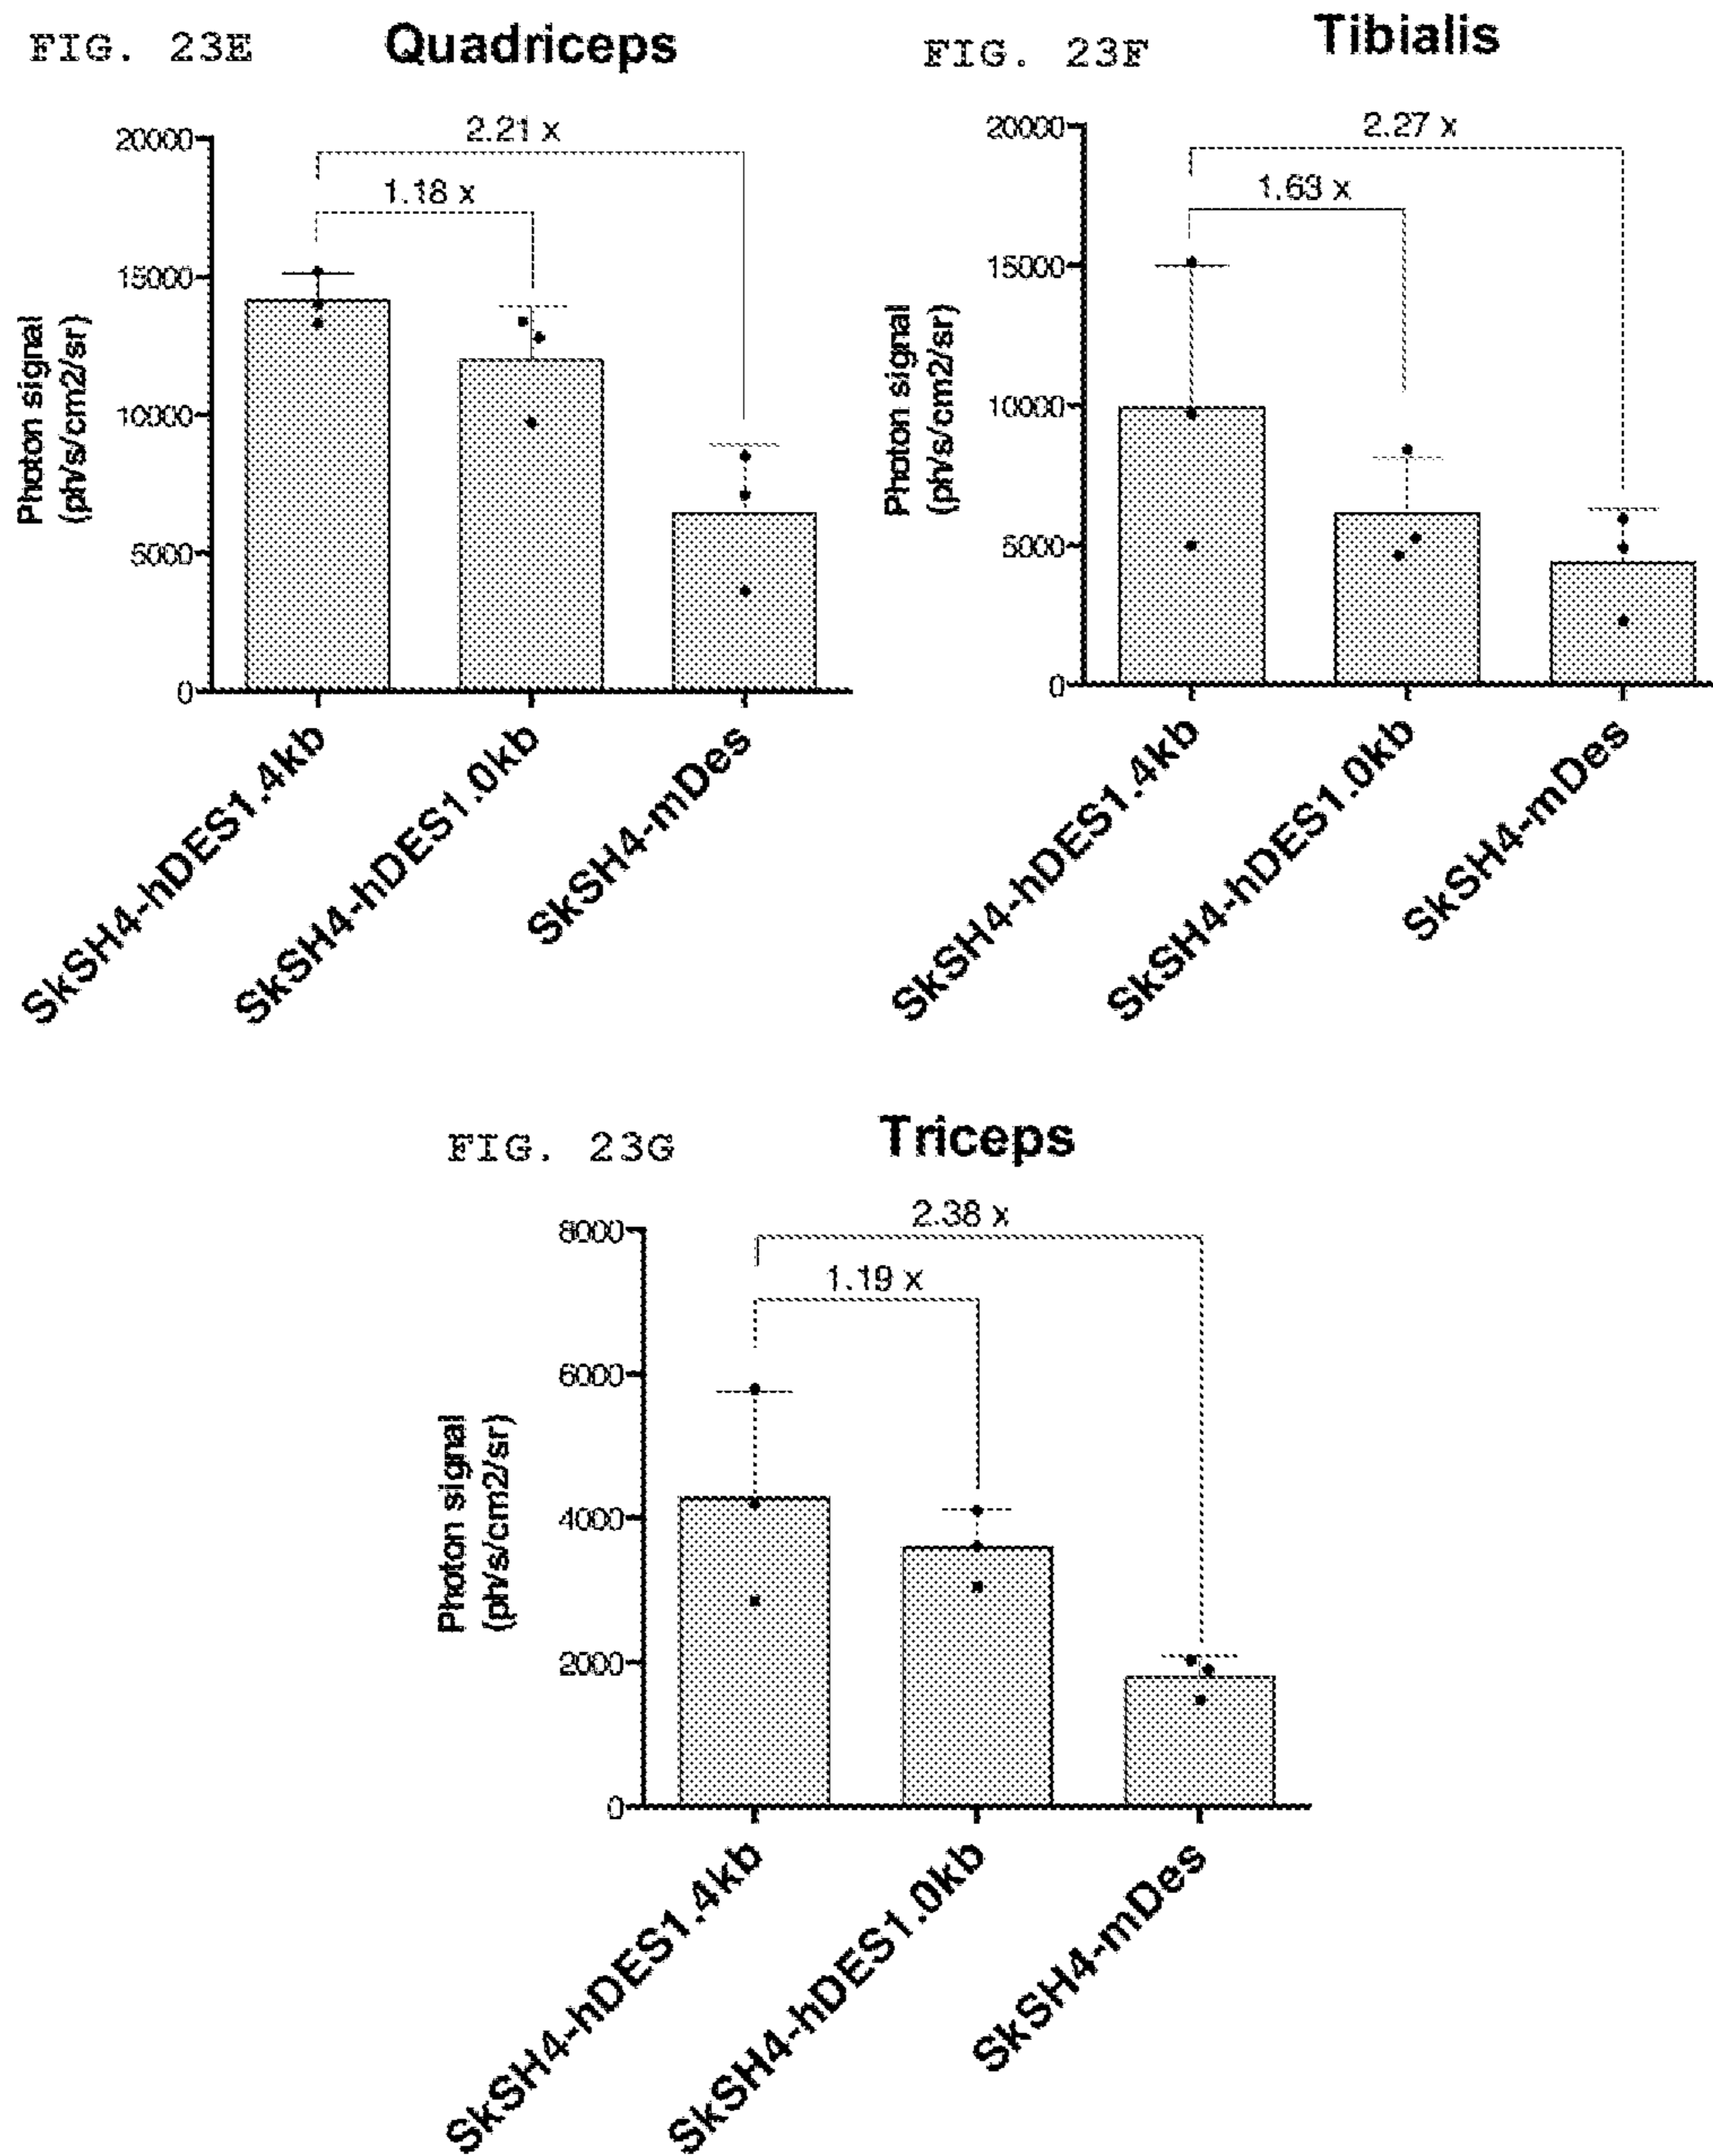 FIG. 23E
Quadriceps
20000
15000
10000
5000
0
Photon signal
(ph/s/cm2/sr)
2.21 x
1.18 x
SkSH4-hDES1.4kb
SkSH4-hDES1.0kb
SkSH4-mDes
FIG. 23F
Tibialis
20000
15000
10000
5000
0
Photon signal
(ph/s/cm2/sr)
2.27 x
1.63 x
SkSH4-hDES1.4kb
SkSH4-hDES1.0kb
SkSH4-mDes
FIG. 23G
Triceps
8000
6000
4000
2000
0
Photon signal
(ph/s/cm2/sr)
2.38 x
1.19 x
SkSH4-hDES1.4kb
SkSH4-hDES1.0kb
SkSH4-mDes